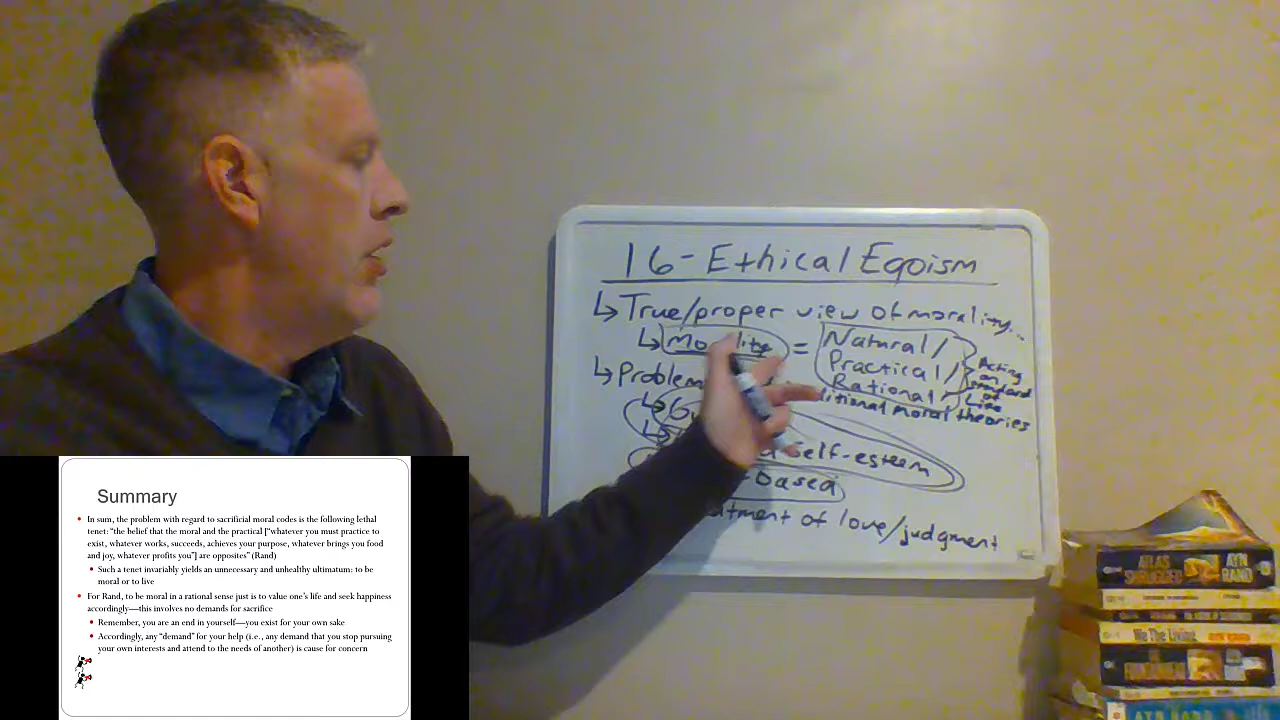 16 - Ethical Egoism
↳ True/proper view of morality...
↳ Morality = Natural/
Practical/
Rational
Acting
on
standard
of
Life
↳ Problem
ditional moral theories
self-esteem
based
tment of love/judgment
Summary
• In sum, the problem with regard to sacrificial moral codes is the following lethal
tenet: “the belief that the moral and the practical [“whatever you must practice to
exist, whatever works, succeeds, achieves your purpose, whatever brings you food
and joy, whatever profits you”] are opposites” (Rand)
• Such a tenet invariably yields an unnecessary and unhealthy ultimatum: to be
moral or to live
• For Rand, to be moral in a rational sense just is to value one’s life and seek happiness
accordingly—this involves no demands for sacrifice
• Remember, you are an end in yourself—you exist for your own sake
• Accordingly, any “demand” for your help (i.e., any demand that you stop pursuing
your own interests and attend to the needs of another) is cause for concern
ATLAS
SHRUGGED
AYN
RAND
We The Living
AYN RAND